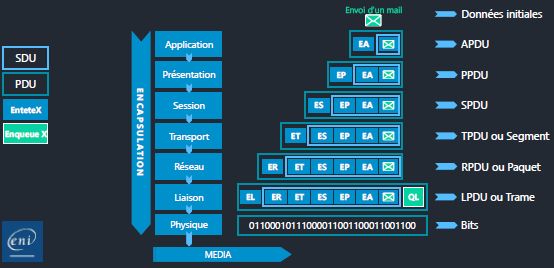 Envoi d'un mail
Données initiales
SDU
PDU
EnteteX
Enqueue X
ENCAPSULATION
Application
EA
APDU
Présentation
EP EA
PPDU
Session
ES EP EA
SPDU
Transport
ET ES EP EA
TPDU ou Segment
Réseau
ER ET ES EP EA
RPDU ou Paquet
Liaison
EL ER ET ES EP EA QL
LPDU ou Trame
Physique
0110001011100001100110001100110​0
Bits
MEDIA
eni